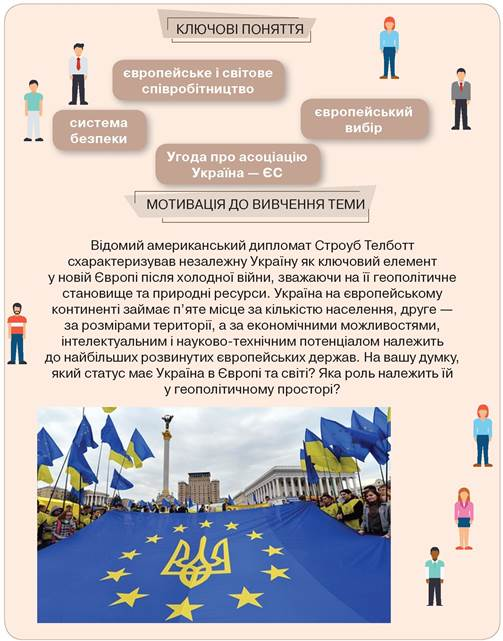 КЛЮЧОВІ ПОНЯТТЯ
європейське і світове
співробітництво
система
безпеки
європейський
вибір
Угода про асоціацію
Україна — ЄС
МОТИВАЦІЯ ДО ВИВЧЕННЯ ТЕМИ
Відомий американський дипломат Строуб Телботт
схарактеризував незалежну Україну як ключовий елемент
у новій Європі після холодної війни, зважаючи на її геополітичне
становище та природні ресурси. Україна на європейському
континенті займає п’яте місце за кількістю населення, друге —
за розмірами території, а за економічними можливостями,
інтелектуальним і науково-технічним потенціалом належить
до найбільших розвинутих європейських держав. На вашу думку,
який статус має Україна в Європі та світі? Яка роль належить їй
у геополітичному просторі?